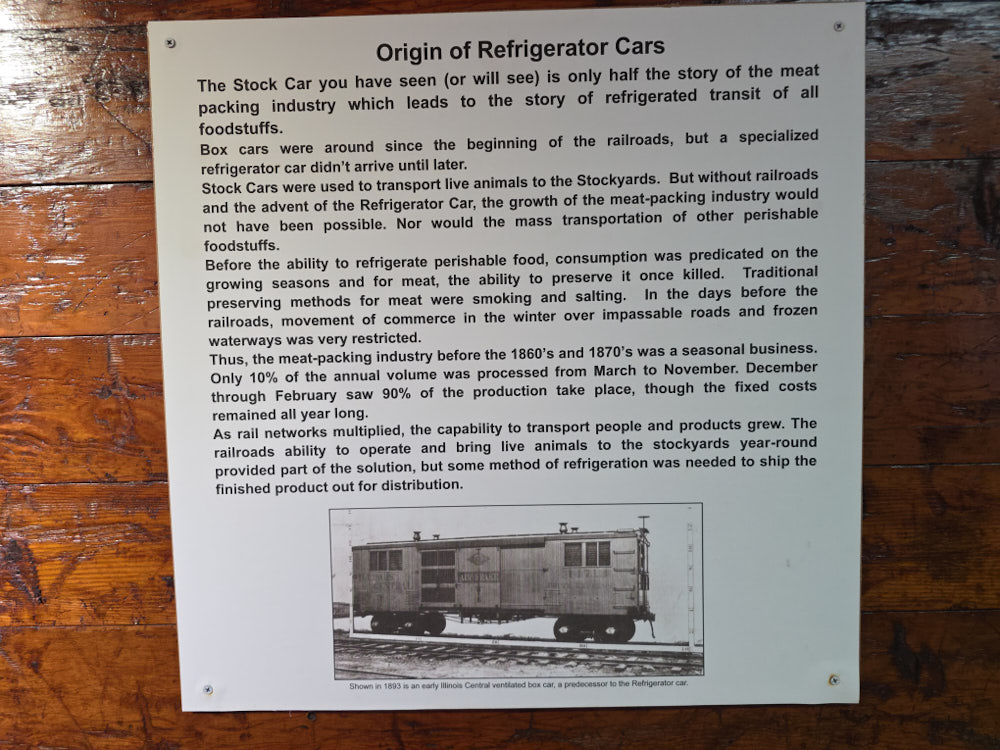 Origin of Refrigerator Cars
The Stock Car you have seen (or will see) is only half the story of the meat
packing industry which leads to the story of refrigerated transit of all
foodstuffs.
Box cars were around since the beginning of the railroads, but a specialized
refrigerator car didn't arrive until later.
Stock Cars were used to transport live animals to the Stockyards. But without railroads
and the advent of the Refrigerator Car, the growth of the meat-packing industry would
not have been possible. Nor would the mass transportation of other perishable
foodstuffs.
Before the ability to refrigerate perishable food, consumption was predicated on the
growing seasons and for meat, the ability to preserve it once killed. Traditional
preserving methods for meat were smoking and salting. In the days before the
railroads, movement of commerce in the winter over impassable roads and frozen
waterways was very restricted.
Thus, the meat-packing industry before the 1860's and 1870's was a seasonal business.
Only 10% of the annual volume was processed from March to November. December
through February saw 90% of the production take place, though the fixed costs
remained all year long.
As rail networks multiplied, the capability to transport people and products grew. The
railroads ability to operate and bring live animals to the stockyards year-round
provided part of the solution, but some method of refrigeration was needed to ship the
finished product out for distribution.
Shown in 1893 is an early Illinois Central ventilated box car, a predecessor to the Refrigerator car.